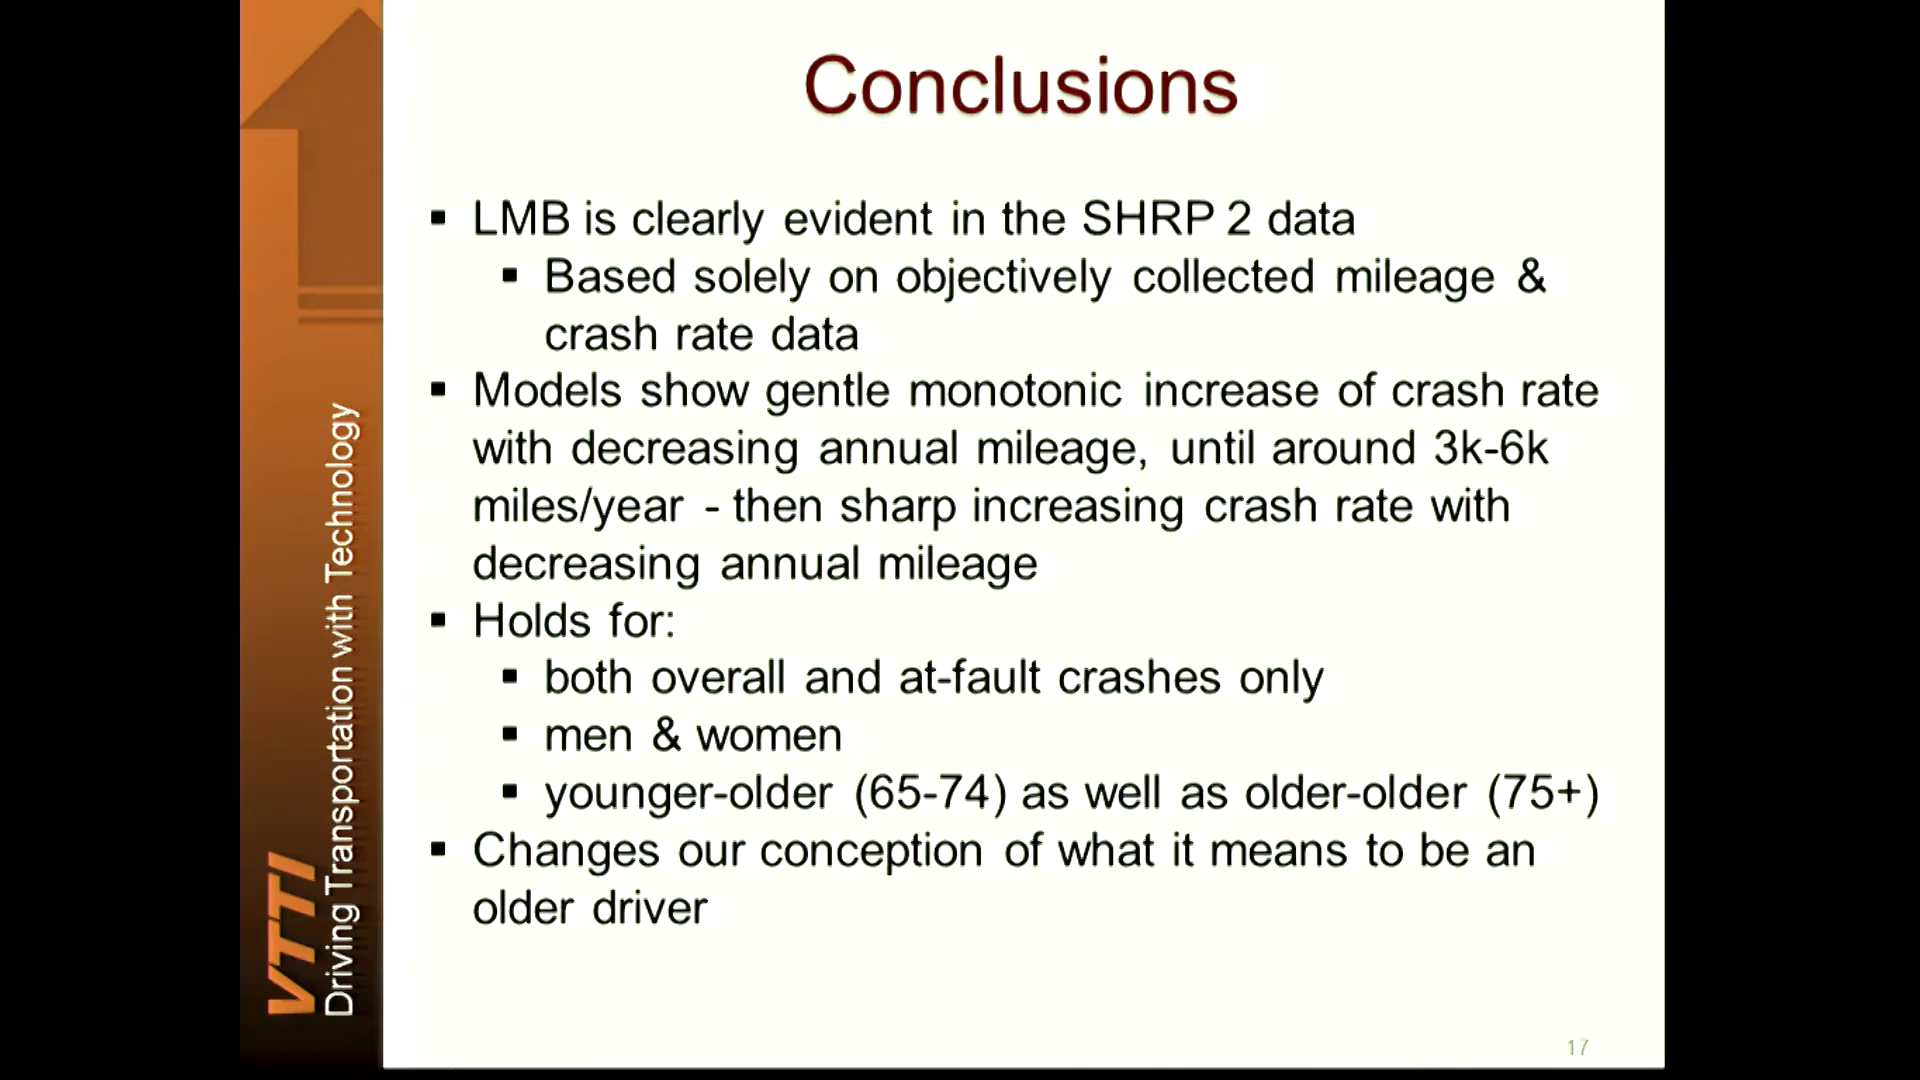 Conclusions
▪ LMB is clearly evident in the SHRP 2 data
▪ Based solely on objectively collected mileage &
crash rate data
▪ Models show gentle monotonic increase of crash rate
with decreasing annual mileage, until around 3k-6k
miles/year - then sharp increasing crash rate with
decreasing annual mileage
▪ Holds for:
▪ both overall and at-fault crashes only
▪ men & women
▪ younger-older (65-74) as well as older-older (75+)
▪ Changes our conception of what it means to be an
older driver
VTTI
Driving Transportation with Technology
17